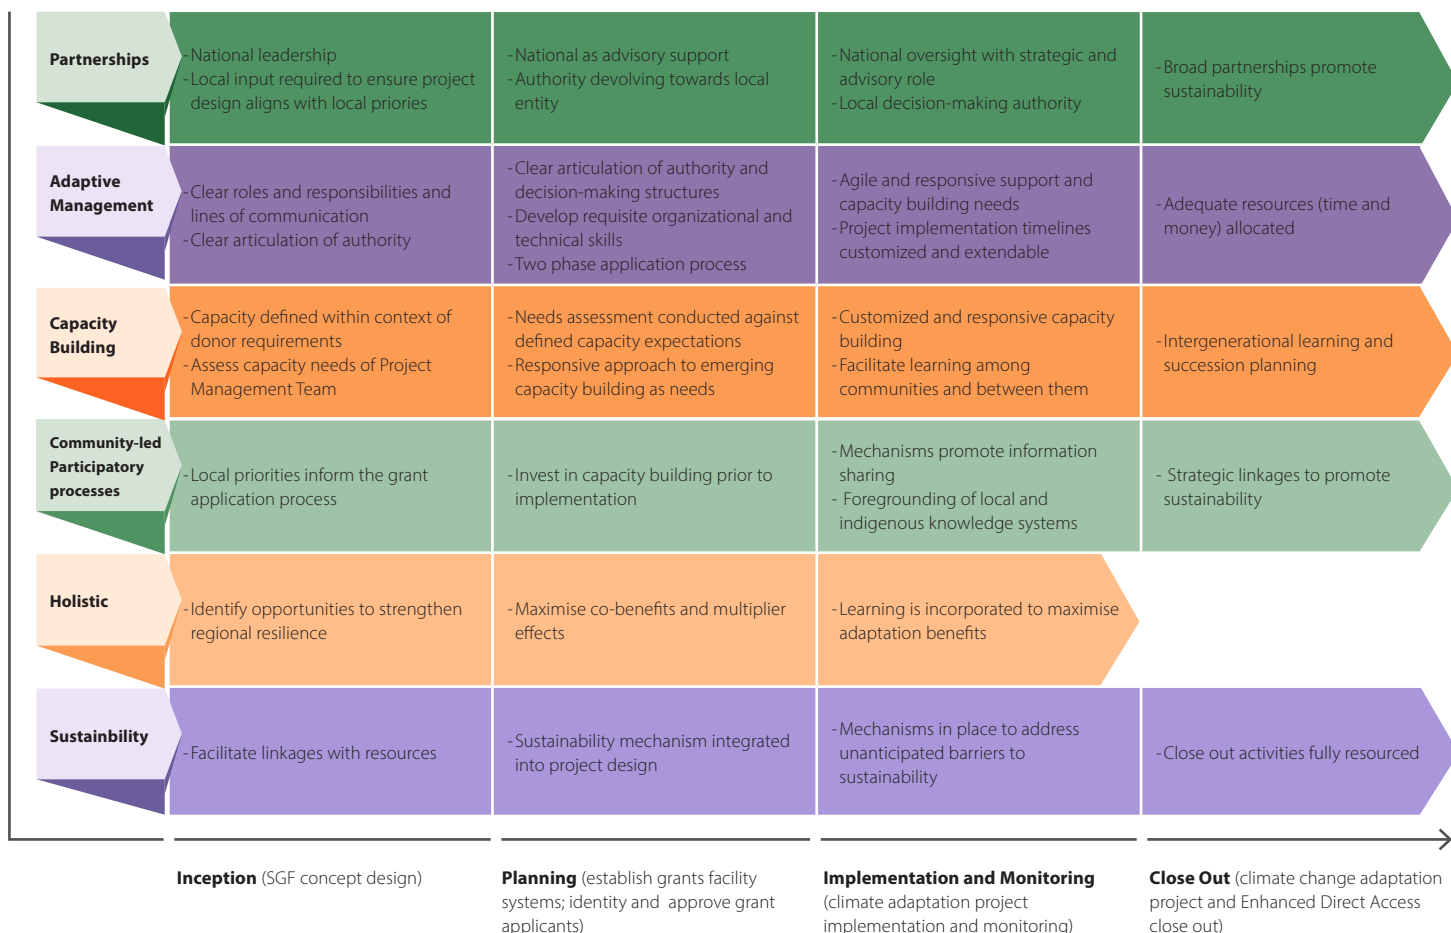 Partnerships
- National leadership
- Local input required to ensure project
design aligns with local priories
- National as advisory support
- Authority devolving towards local
entity
- National oversight with strategic and
advisory role
- Local decision-making authority
- Broad partnerships promote
sustainability
Adaptive
Management
- Clear roles and responsibilities and
lines of communication
- Clear articulation of authority
- Clear articulation of authority and
decision-making structures
- Develop requisite organizational and
technical skills
- Two phase application process
- Agile and responsive support and
capacity building needs
- Project implementation timelines
customized and extendable
- Adequate resources (time and
money) allocated
Capacity
Building
- Capacity defined within context of
donor requirements
- Assess capacity needs of Project
Management Team
- Needs assessment conducted against
defined capacity expectations
- Responsive approach to emerging
capacity building as needs
- Customized and responsive capacity
building
- Facilitate learning among
communities and between them
- Intergenerational learning and
succession planning
Community-led
Participatory
processes
- Local priorities inform the grant
application process
- Invest in capacity building prior to
implementation
- Mechanisms promote information
sharing
- Foregrounding of local and
indigenous knowledge systems
- Strategic linkages to promote
sustainability
Holistic
- Identify opportunities to strengthen
regional resilience
- Maximise co-benefits and multiplier
effects
- Learning is incorporated to maximise
adaptation benefits
Sustainbility
- Facilitate linkages with resources
- Sustainability mechanism integrated
into project design
- Mechanisms in place to address
unanticipated barriers to
sustainability
- Close out activities fully resourced
Inception (SGF concept design)
Planning (establish grants facility
systems; identity and approve grant
applicants)
Implementation and Monitoring
(climate adaptation project
implementation and monitoring)
Close Out (climate change adaptation
project and Enhanced Direct Access
close out)